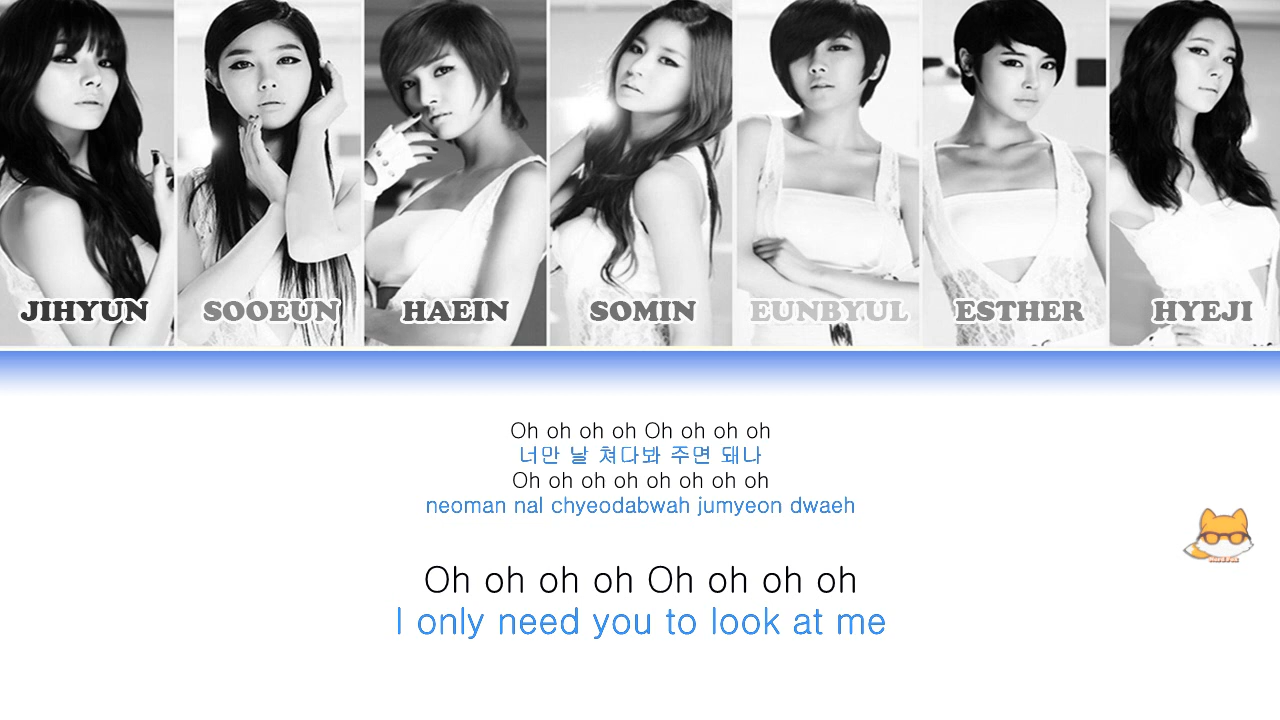 JIHYUN SOOEUN HAEIN SOMIN EUNBYUL ESTHER HYEJI
Oh oh oh oh Oh oh oh oh
너만 날 쳐다봐 주면 돼나
Oh oh oh oh oh oh oh oh
neoman nal chyeodabwah jumyeon dwaeh
Oh oh oh oh Oh oh oh oh
I only need you to look at me